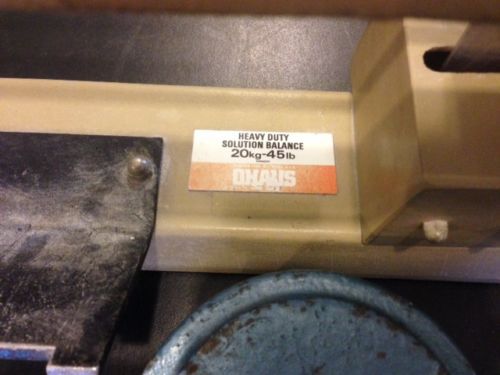 HEAVY DUTY
SOLUTION BALANCE
20kg-45lb
OHAUS